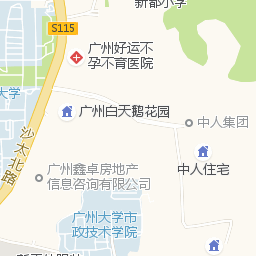 新都小学
S115
广州好运不
孕不育医院
大学
广州白天鹅花园
中人集团
沙太北路
中人住宅
广州鑫卓房地产
信息咨询有限公司
广州大学市
政技术学院